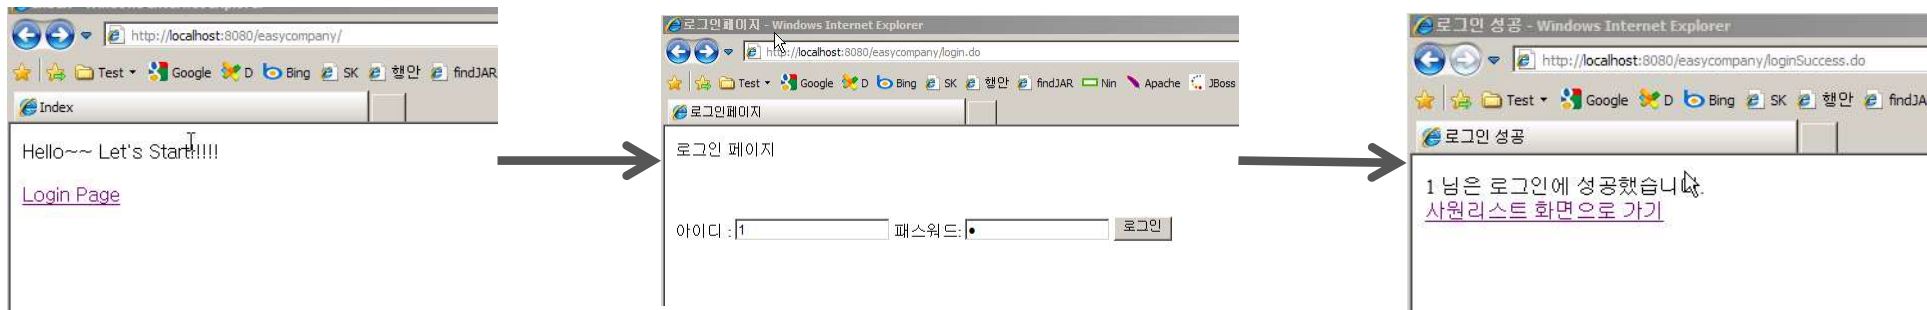 http://localhost:8080/easycompany/
Test Google D Bing SK 행안 findJAR
Index
Hello~~ Let's Start!!!!!!
Login Page
로그인페이지 - Windows Internet Explorer
http://localhost:8080/easycompany/login.do
Test Google D Bing SK 행안 findJAR Nin Apache JBoss
로그인페이지
로그인 페이지
아이디 : 1 패스워드: ● 로그인
로그인 성공 - Windows Internet Explorer
http://localhost:8080/easycompany/loginSuccess.do
Test Google D Bing SK 행안 findJA
로그인 성공
1 님은 로그인에 성공했습니다.
사원리스트 화면으로 가기